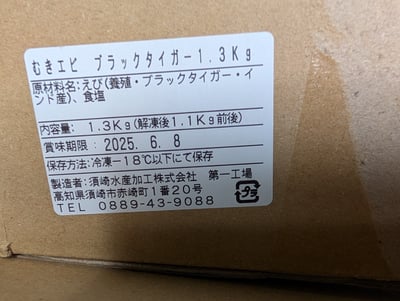 むきエビ ブラックタイガー1.3Kg
原材料名:えび(養殖・ブラックタイガー・イ
ンド産)、食塩
内容量: 1.3Kg(解凍後1.1Kg前後)
賞味期限: 2025.6.8
保存方法:冷凍ー18℃以下にて保存
製造者:須崎水産加工株式会社 第一工場
高知県須崎市赤崎町1番20号
TEL 0889-43-9088
プラ